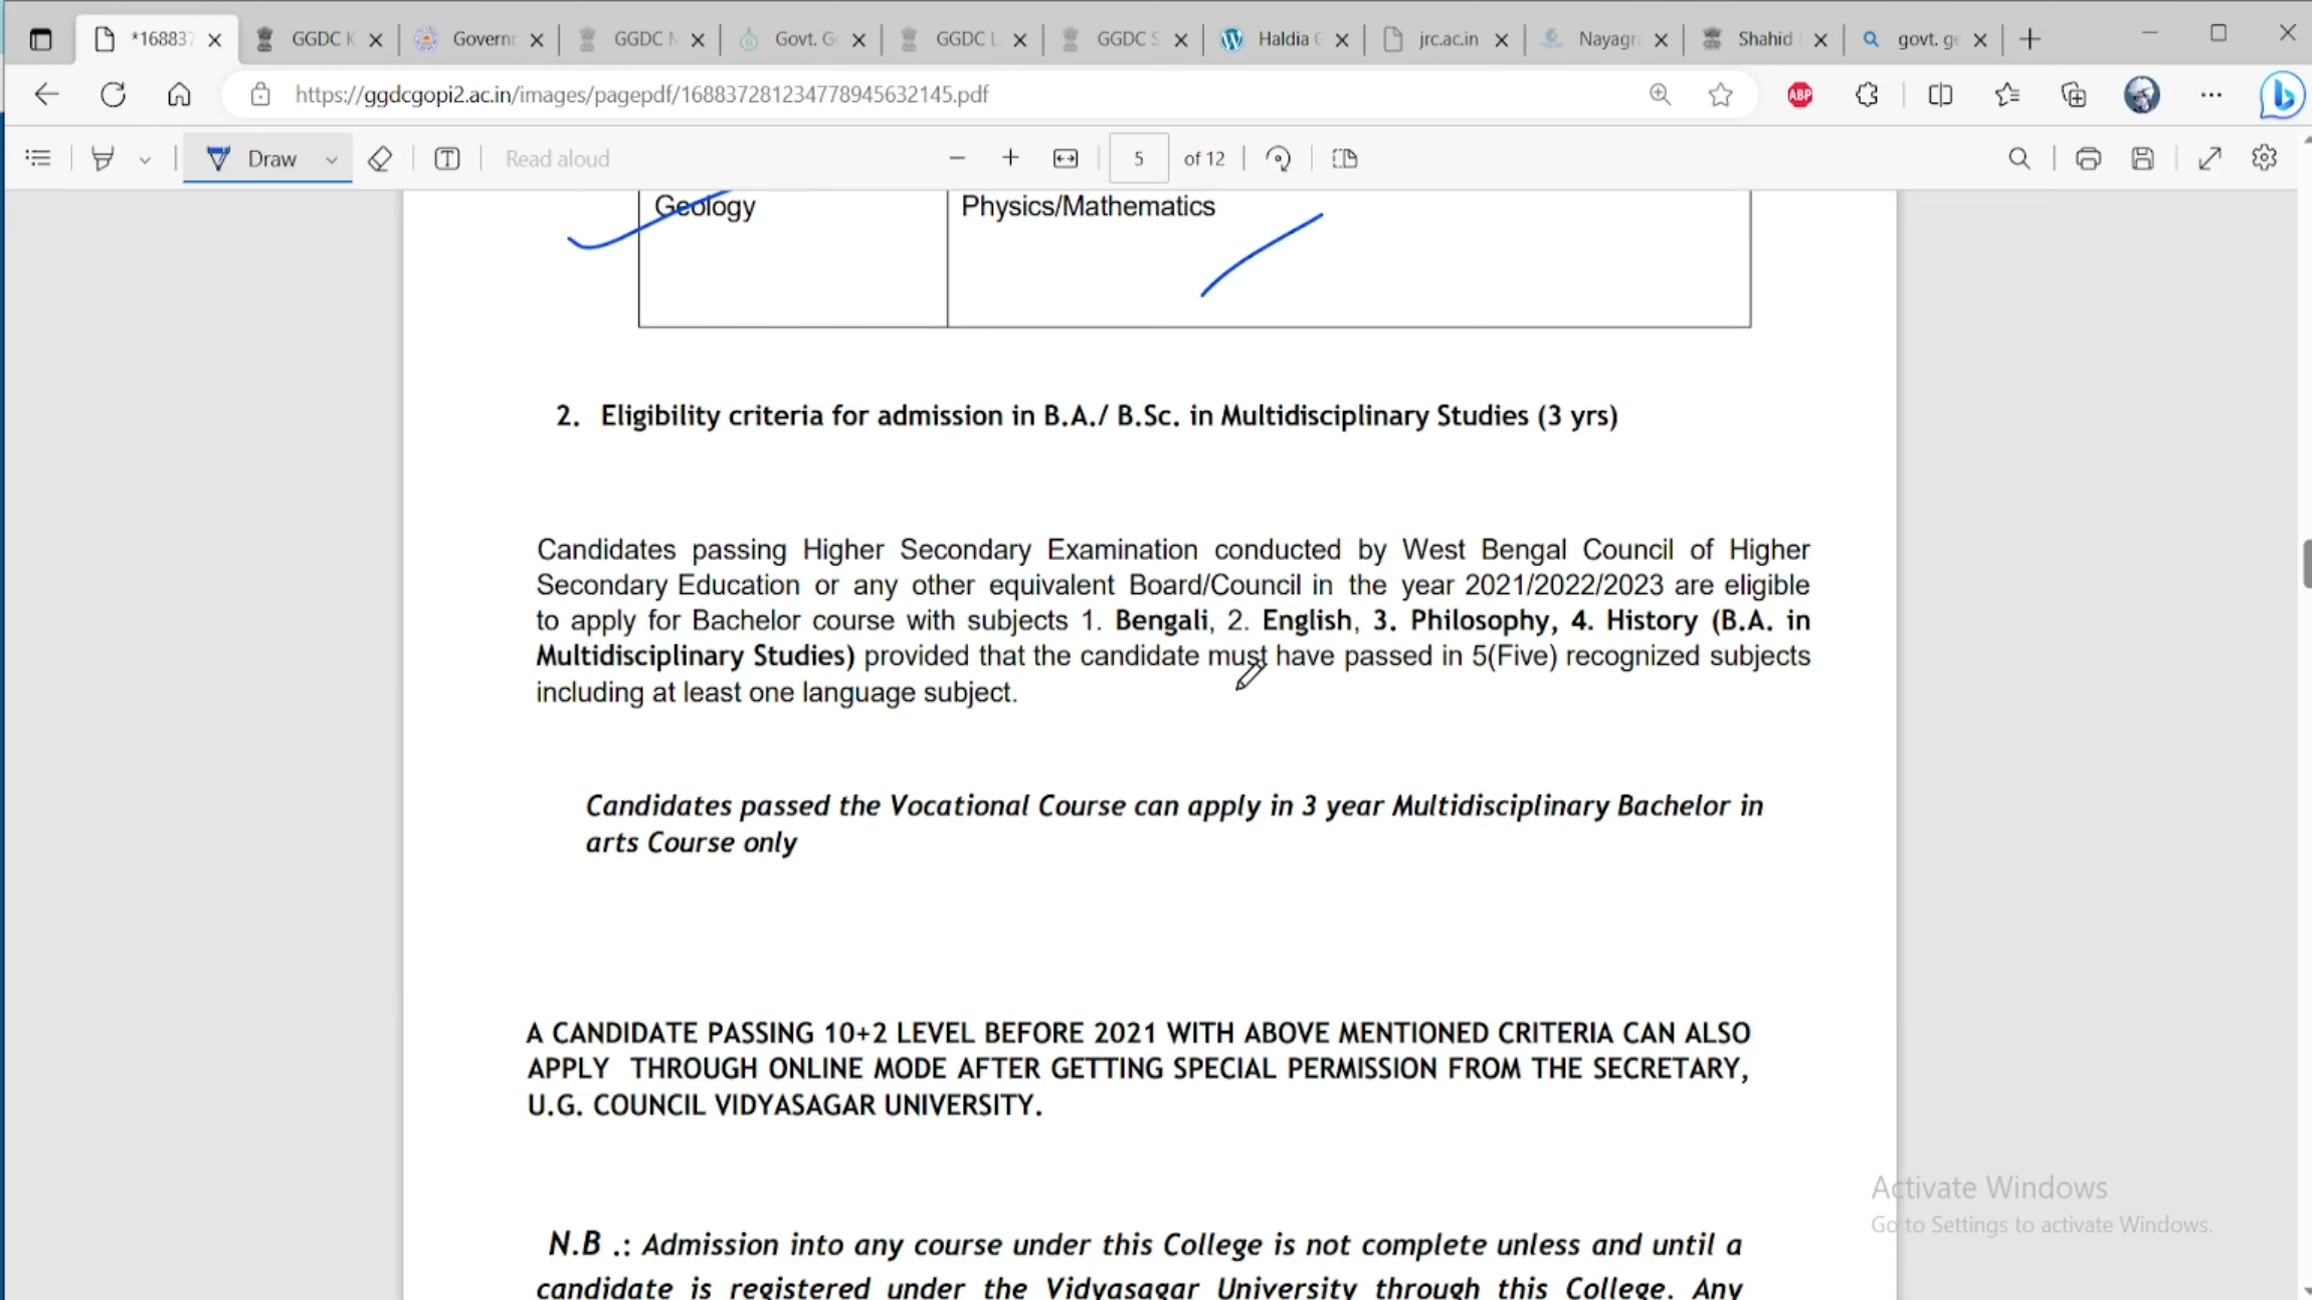 *16883 GGDC K Govern GGDC N Govt. G GGDC L GGDC S Haldia C jrc.ac.in Nayagr Shahid govt. ge
https://ggdcgopi2.ac.in/images/pagepdf/168837281234778945632145.pdf ABP
Draw Read aloud 5 of 12
Geology Physics/Mathematics
2. Eligibility criteria for admission in B.A./ B.Sc. in Multidisciplinary Studies (3 yrs)
Candidates passing Higher Secondary Examination conducted by West Bengal Council of Higher
Secondary Education or any other equivalent Board/Council in the year 2021/2022/2023 are eligible
to apply for Bachelor course with subjects 1. Bengali, 2. English, 3. Philosophy, 4. History (B.A. in
Multidisciplinary Studies) provided that the candidate must have passed in 5(Five) recognized subjects
including at least one language subject.
Candidates passed the Vocational Course can apply in 3 year Multidisciplinary Bachelor in
arts Course only
A CANDIDATE PASSING 10+2 LEVEL BEFORE 2021 WITH ABOVE MENTIONED CRITERIA CAN ALSO
APPLY THROUGH ONLINE MODE AFTER GETTING SPECIAL PERMISSION FROM THE SECRETARY,
U.G. COUNCIL VIDYASAGAR UNIVERSITY.
Activate Windows
Go to Settings to activate Windows.
N.B .: Admission into any course under this College is not complete unless and until a
candidate is registered under the Vidyasagar University through this College. Any